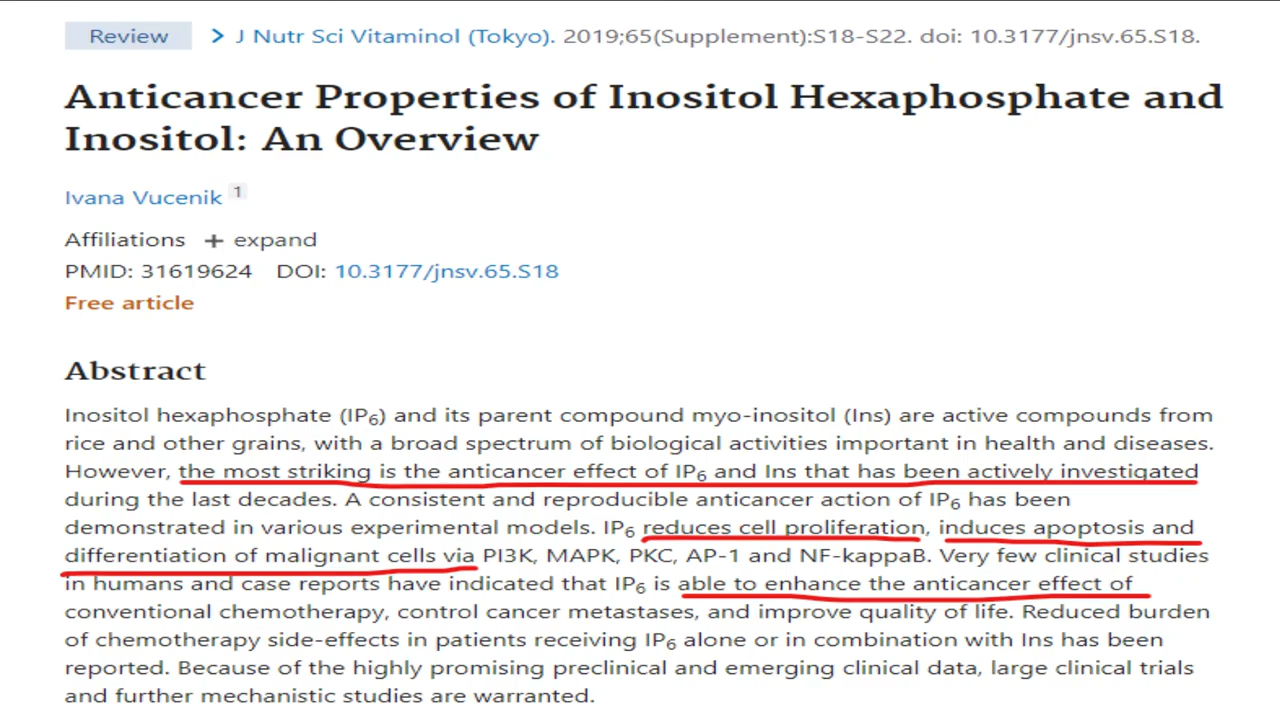 Review > J Nutr Sci Vitaminol (Tokyo). 2019;65(Supplement):S18-S22. doi: 10.3177/jnsv.65.S18.
Anticancer Properties of Inositol Hexaphosphate and
Inositol: An Overview
Ivana Vucenik 1
Affiliations + expand
PMID: 31619624 DOI: 10.3177/jnsv.65.S18
Free article
Abstract
Inositol hexaphosphate (IP6) and its parent compound myo-inositol (Ins) are active compounds from
rice and other grains, with a broad spectrum of biological activities important in health and diseases.
However, the most striking is the anticancer effect of IP6 and Ins that has been actively investigated
during the last decades. A consistent and reproducible anticancer action of IP6 has been
demonstrated in various experimental models. IP6 reduces cell proliferation, induces apoptosis and
differentiation of malignant cells via PI3K, MAPK, PKC, AP-1 and NF-kappaB. Very few clinical studies
in humans and case reports have indicated that IP6 is able to enhance the anticancer effect of
conventional chemotherapy, control cancer metastases, and improve quality of life. Reduced burden
of chemotherapy side-effects in patients receiving IP6 alone or in combination with Ins has been
reported. Because of the highly promising preclinical and emerging clinical data, large clinical trials
and further mechanistic studies are warranted.